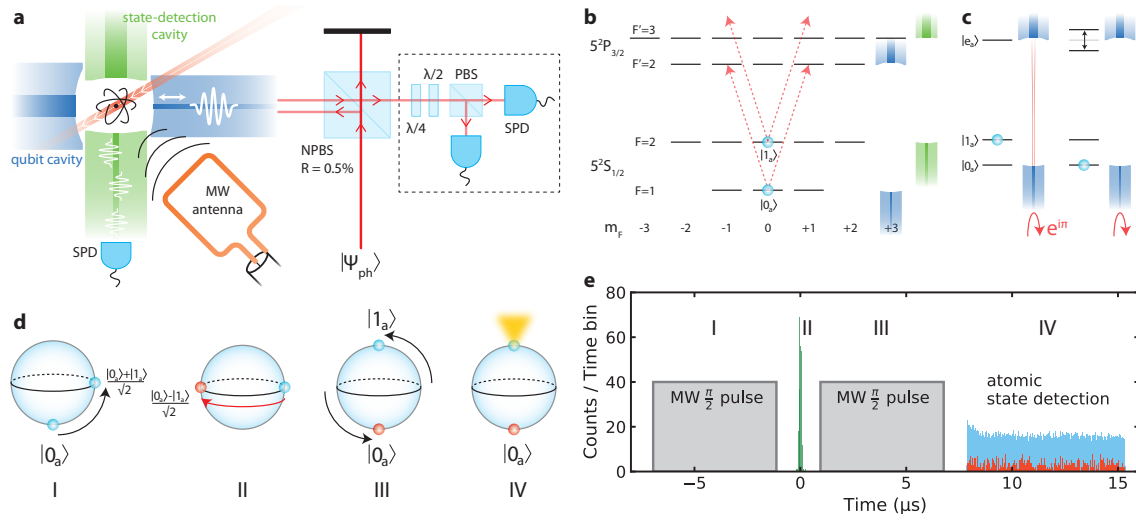 a
state-detection
cavity
qubit cavity
SPD
MW
antenna
NPBS
R = 0.5%
|Ψph⟩
λ/4
λ/2
PBS
SPD
b
5²P3/2
F'=3
F'=2
5²S1/2
F=2
F=1
|1a⟩
|0a⟩
mF -3 -2 -1 0 +1 +2 +3
c
|ea⟩
|1a⟩
|0a⟩
e^iπ
d
|0a⟩
|0a⟩+|1a⟩
√2
I
|0a⟩-|1a⟩
√2
II
|1a⟩
|0a⟩
III
|0a⟩
IV
e
Counts / Time bin
80
60
40
20
0
I
II
III
IV
MW π/2 pulse
MW π/2 pulse
atomic
state detection
−5 0 5 10 15
Time (μs)